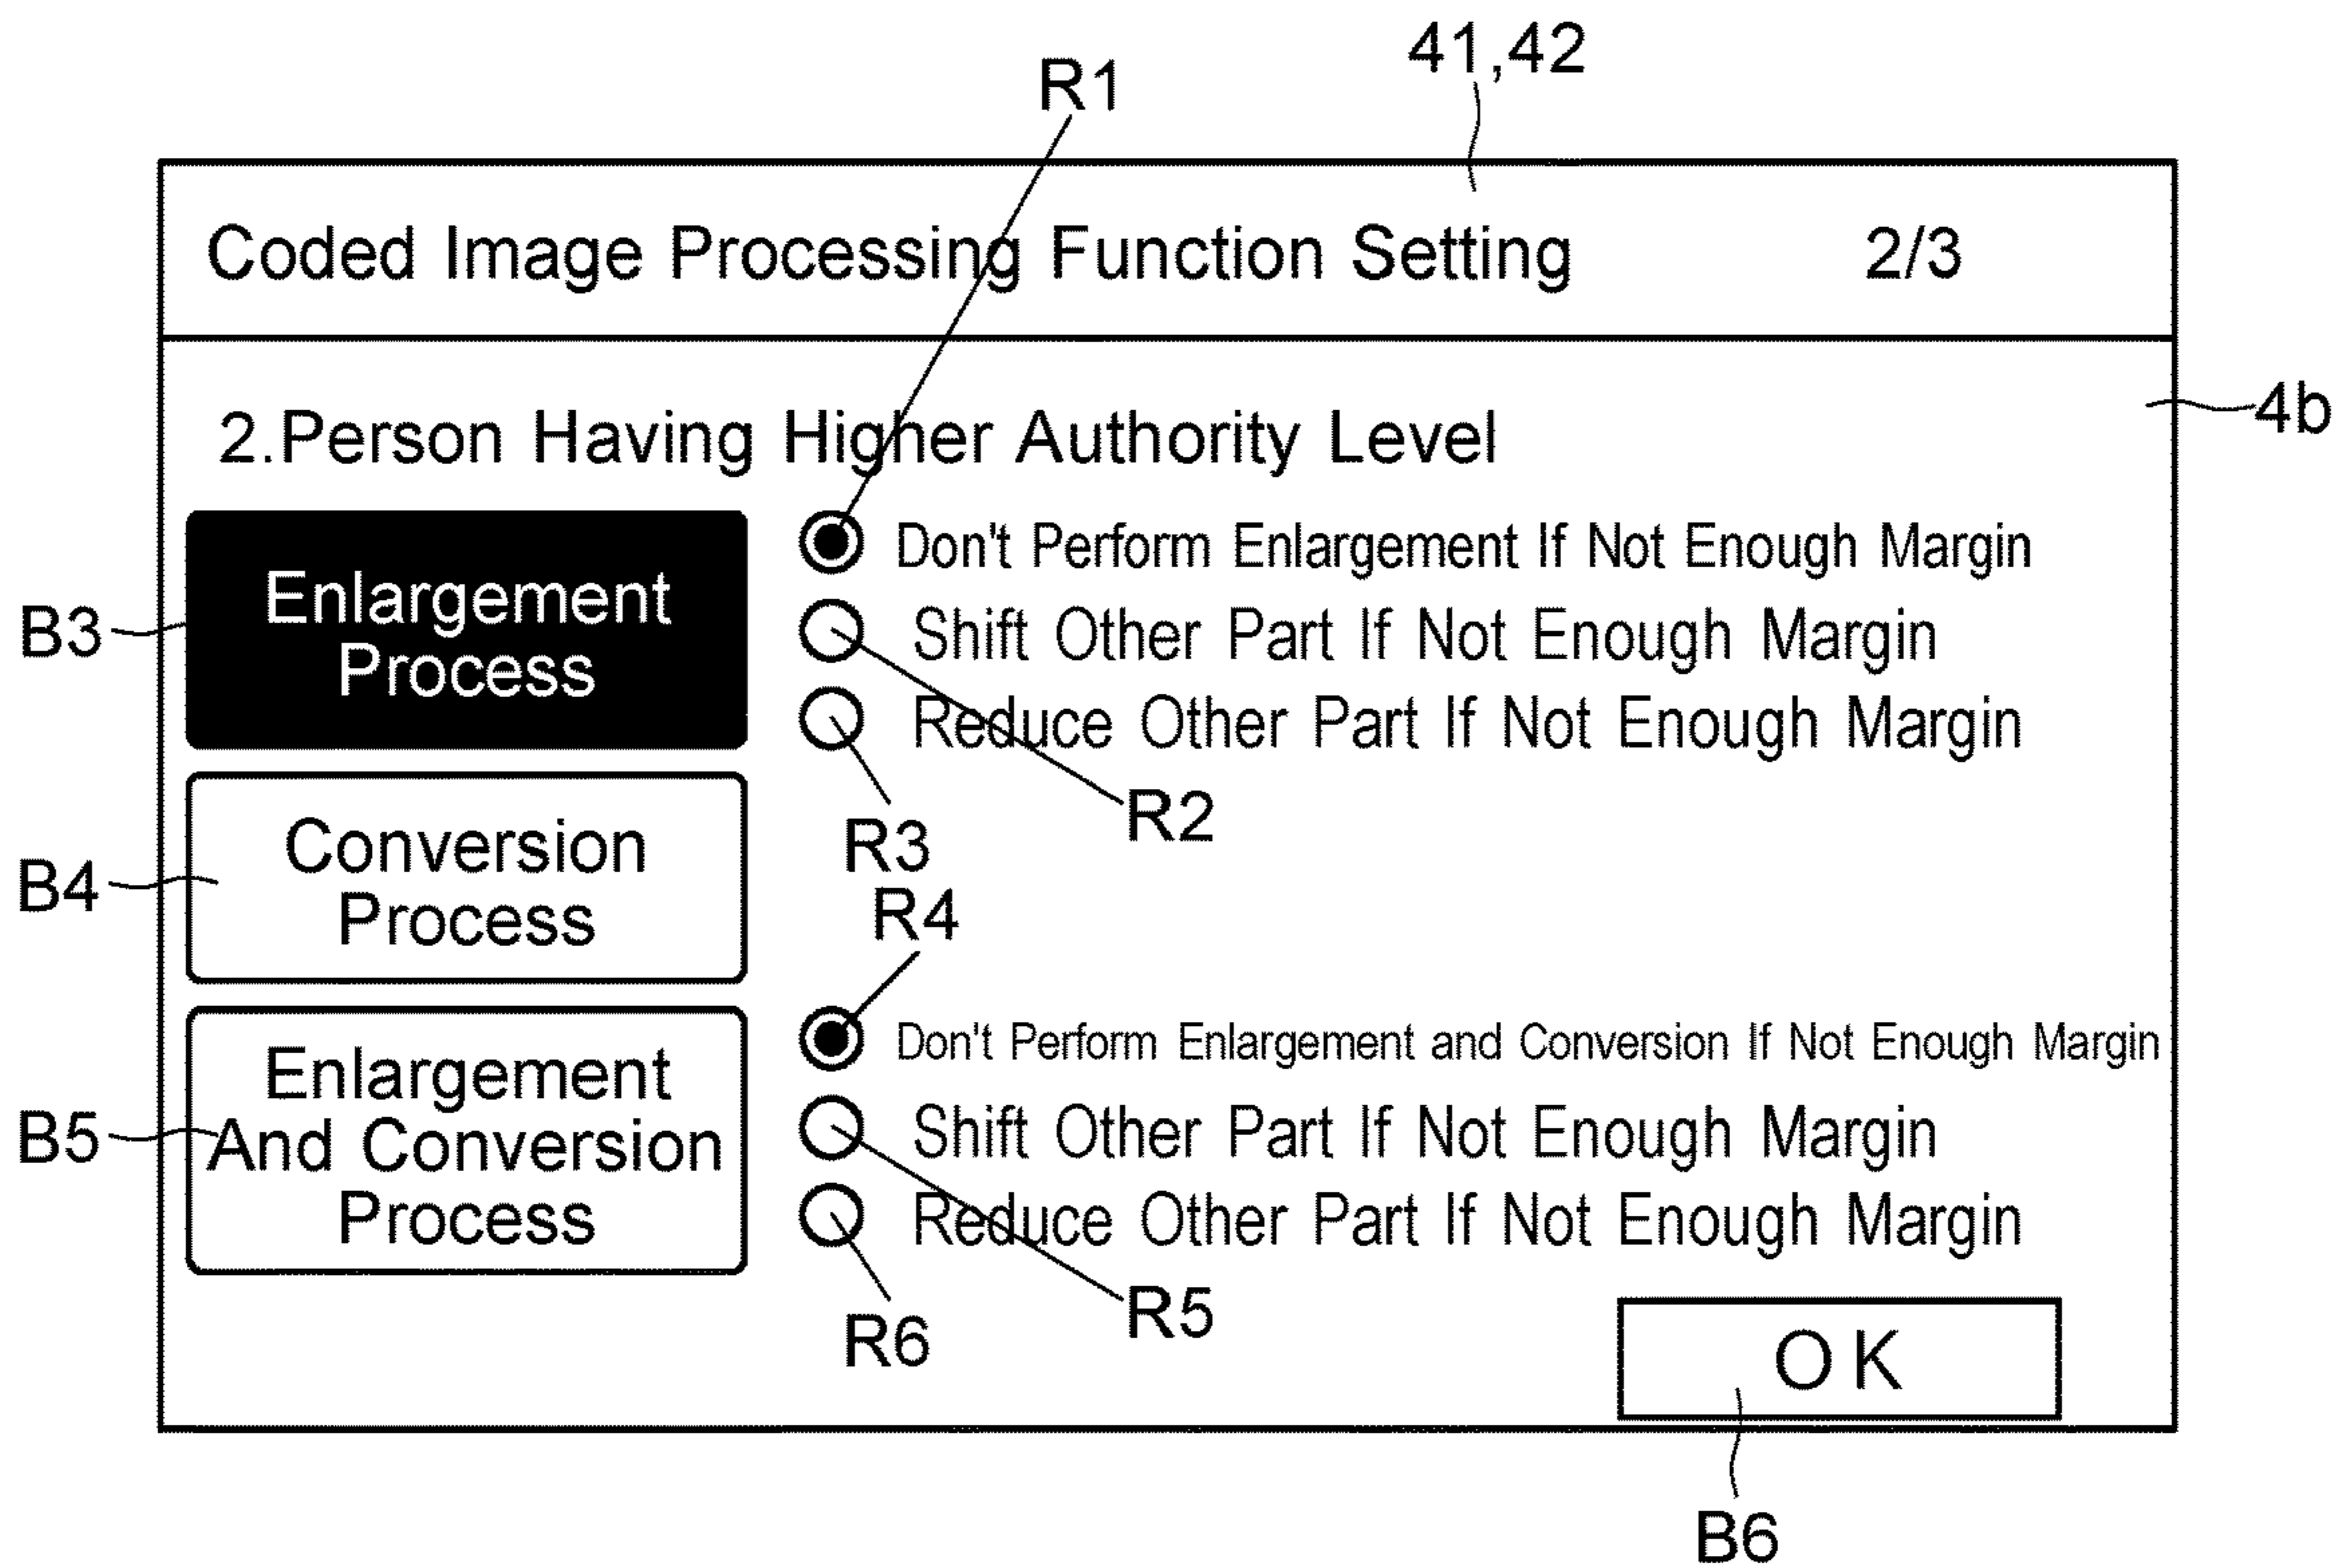 41,42
R1
Coded Image Processing Function Setting 2/3
4b
2.Person Having Higher Authority Level
B3
Enlargement
Process
Don't Perform Enlargement If Not Enough Margin
Shift Other Part If Not Enough Margin
Reduce Other Part If Not Enough Margin
R2
R3
B4
Conversion
Process
R4
B5
Enlargement
And Conversion
Process
Don't Perform Enlargement and Conversion If Not Enough Margin
Shift Other Part If Not Enough Margin
Reduce Other Part If Not Enough Margin
R5
R6
OK
B6